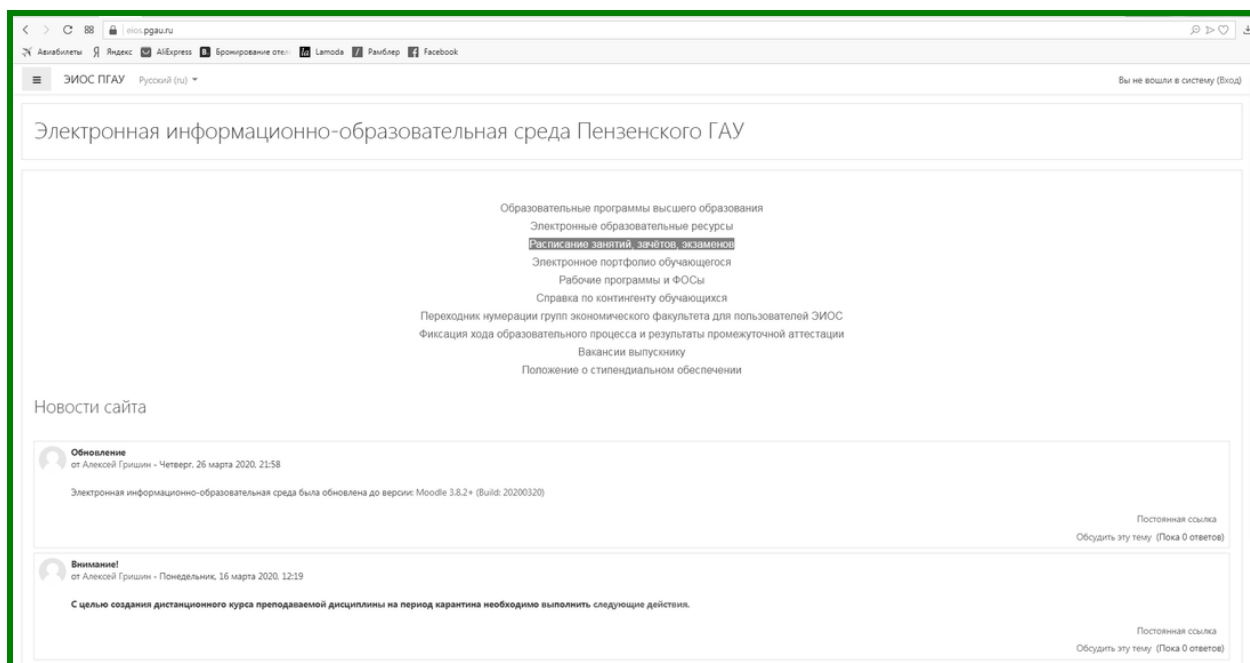 eios.pgau.ru
Авиабилеты Яндекс AliExpress Бронирование отел Lamoda Рамблер Facebook
ЭИОС ПГАУ Русский (ru)
Вы не вошли в систему (Вход)
Электронная информационно-образовательная среда Пензенского ГАУ
Образовательные программы высшего образования
Электронные образовательные ресурсы
Расписание занятий, зачётов, экзаменов
Электронное портфолио обучающегося
Рабочие программы и ФОСы
Справка по контингенту обучающихся
Переходник нумерации групп экономического факультета для пользователей ЭИОС
Фиксация хода образовательного процесса и результаты промежуточной аттестации
Вакансии выпускнику
Положение о стипендиальном обеспечении
Новости сайта
Обновление
от Алексей Гришин - Четверг, 26 марта 2020, 21:58
Электронная информационно-образовательная среда была обновлена до версии: Moodle 3.8.2+ (Build: 20200320)
Постоянная ссылка
Обсудить эту тему (Пока 0 ответов)
Внимание!
от Алексей Гришин - Понедельник, 16 марта 2020, 12:19
С целью создания дистанционного курса преподаваемой дисциплины на период карантина необходимо выполнить следующие действия.
Постоянная ссылка
Обсудить эту тему (Пока 0 ответов)